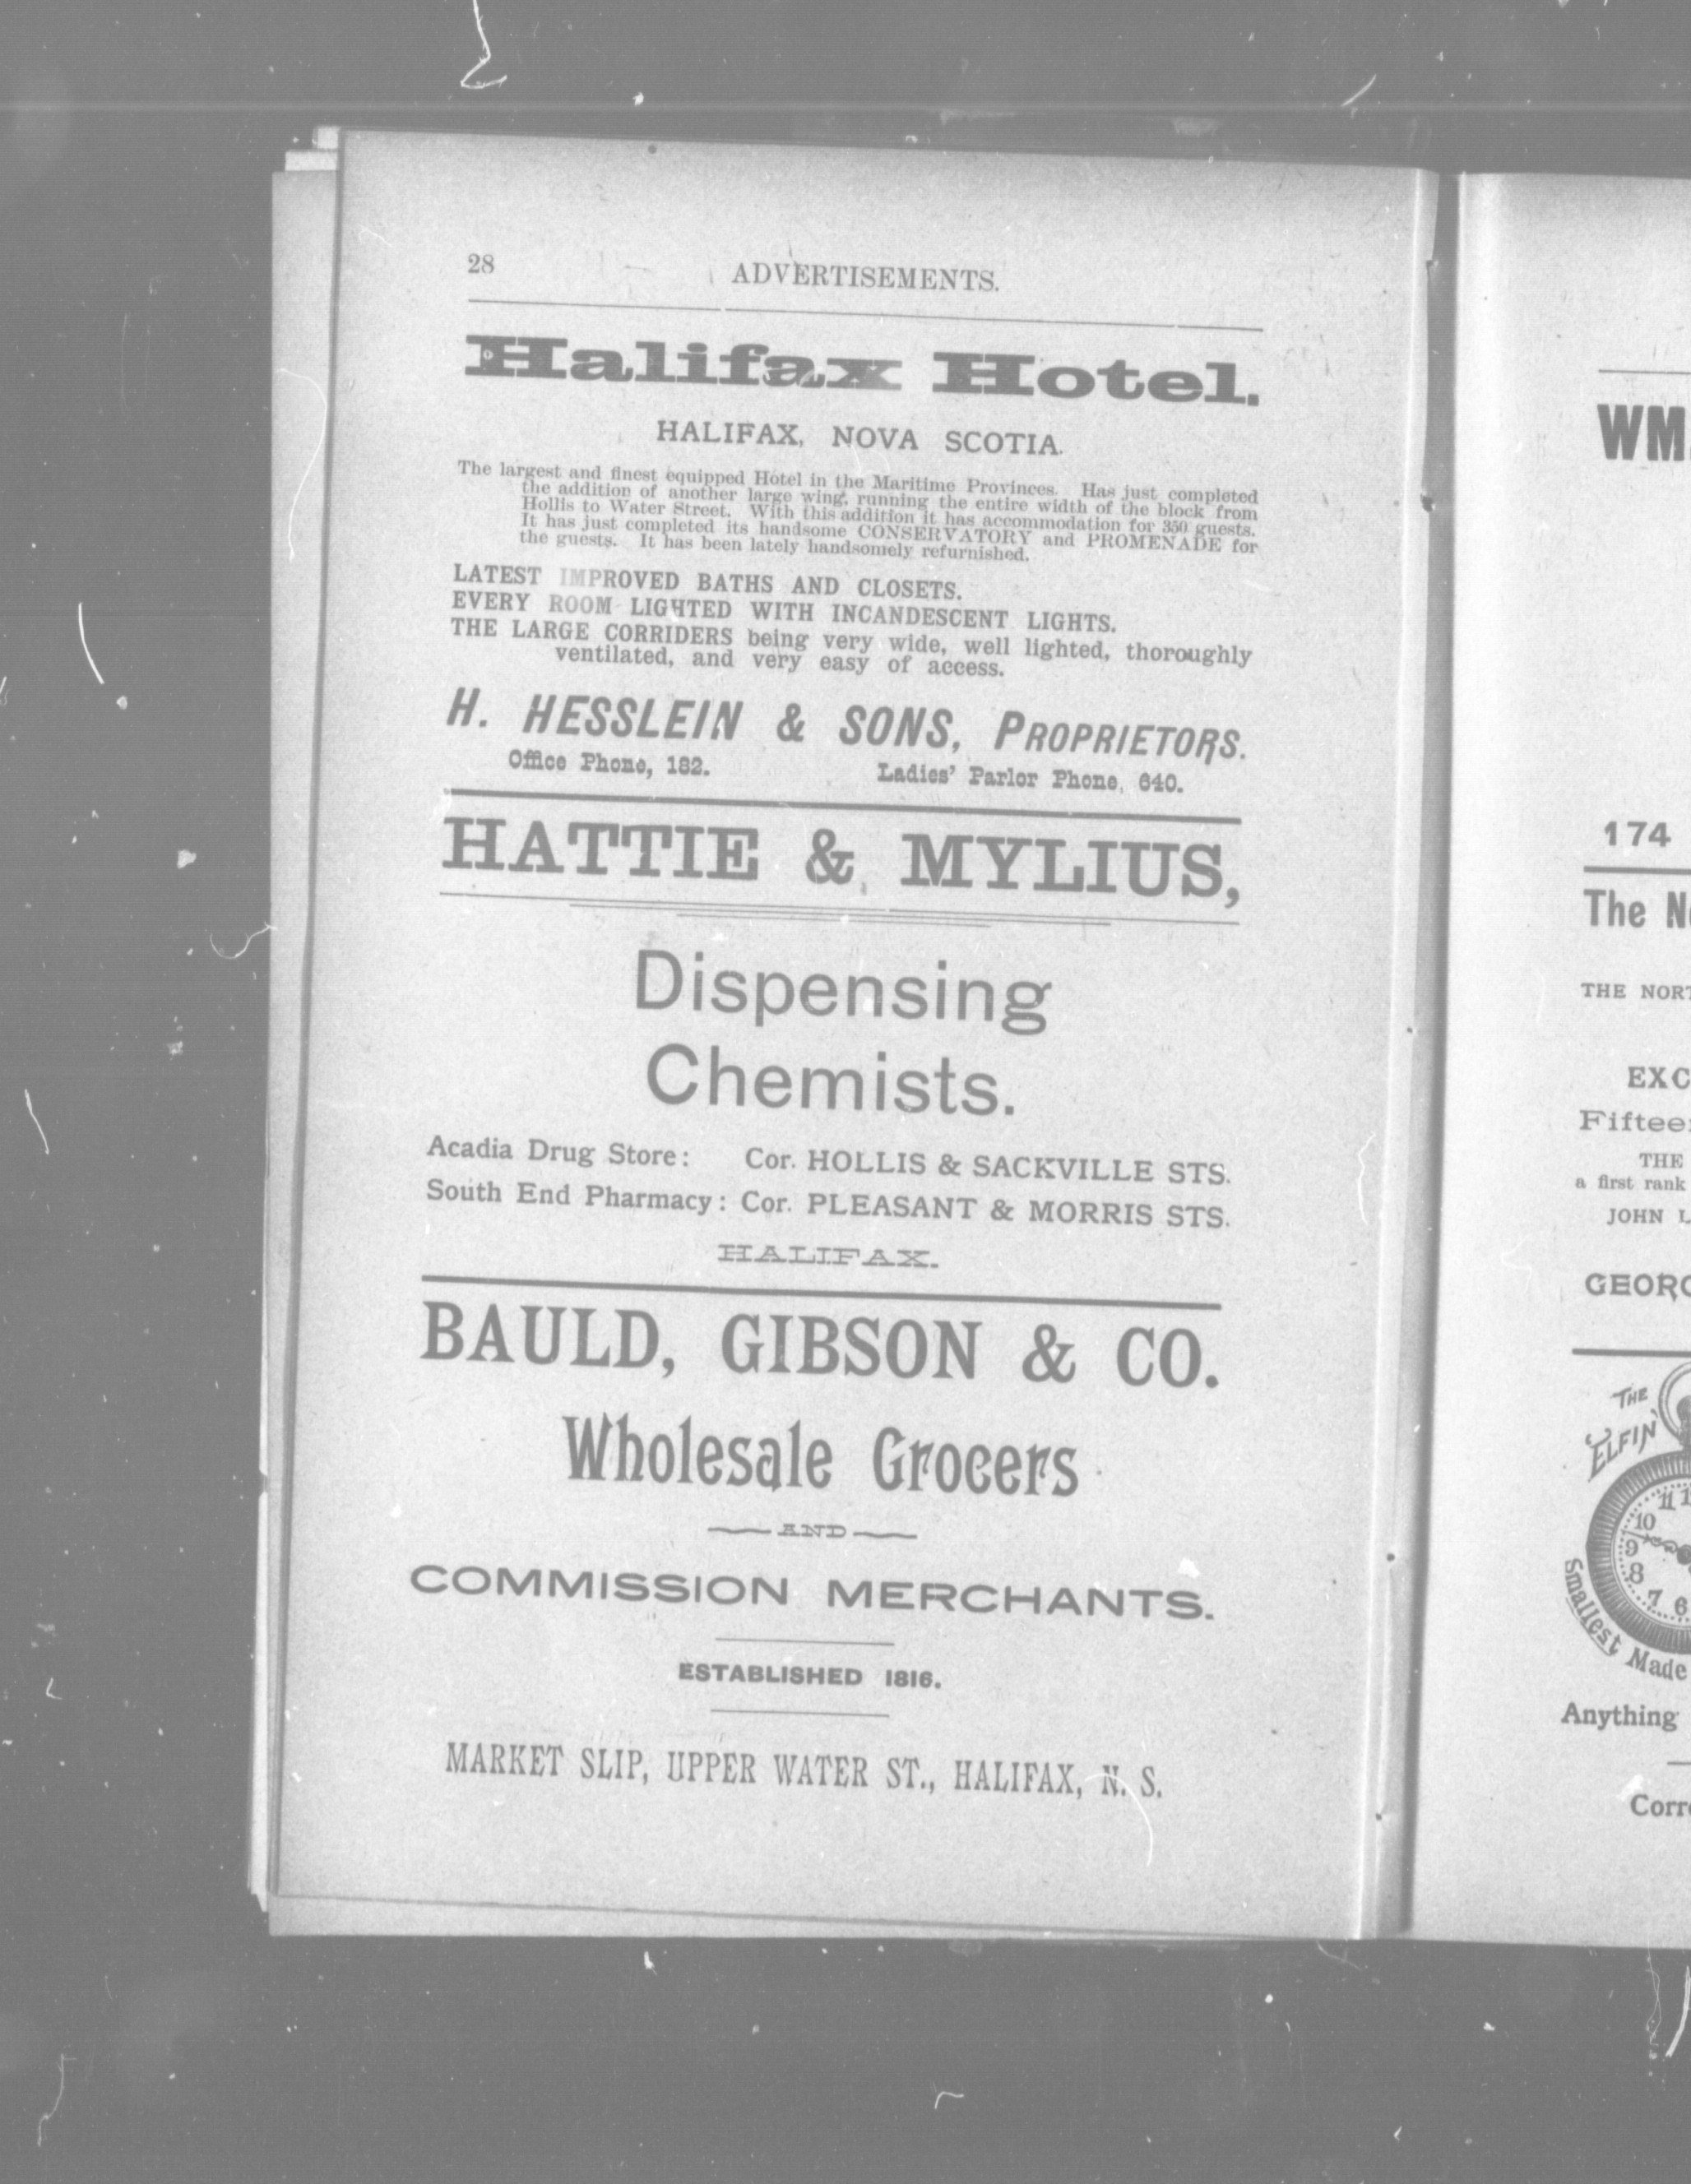 28
ADVERTISEMENTS.
Halifax Hotel.
HALIFAX, NOVA SCOTIA.
The largest and finest equipped Hotel in the Maritime Provinces. Has just completed
the addition of another large wing, running the entire width of the block from
Hollis to Water Street. With this addition it has accommodation for 350 guests.
It has just completed its handsome CONSERVATORY and PROMENADE for
the guests. It has been lately handsomely refurnished.
LATEST IMPROVED BATHS AND CLOSETS.
EVERY ROOM LIGHTED WITH INCANDESCENT LIGHTS.
THE LARGE CORRIDERS being very wide, well lighted, thoroughly
ventilated, and very easy of access.
H. HESSLEIN & SONS, PROPRIETORS.
Office Phone, 182. Ladies' Parlor Phone, 640.
HATTIE & MYLIUS,
Dispensing
Chemists.
Acadia Drug Store: Cor. HOLLIS & SACKVILLE STS.
South End Pharmacy: Cor. PLEASANT & MORRIS STS.
HALIFAX.
BAULD, GIBSON & CO.
Wholesale Grocers
AND
COMMISSION MERCHANTS.
ESTABLISHED 1816.
MARKET SLIP, UPPER WATER ST., HALIFAX, N. S.
WM
174
The
THE
EXC
THE
a first rank
JOHN L
THE
'ELFIN'
11
10
9
8
7 6
Smallest Made
Anything